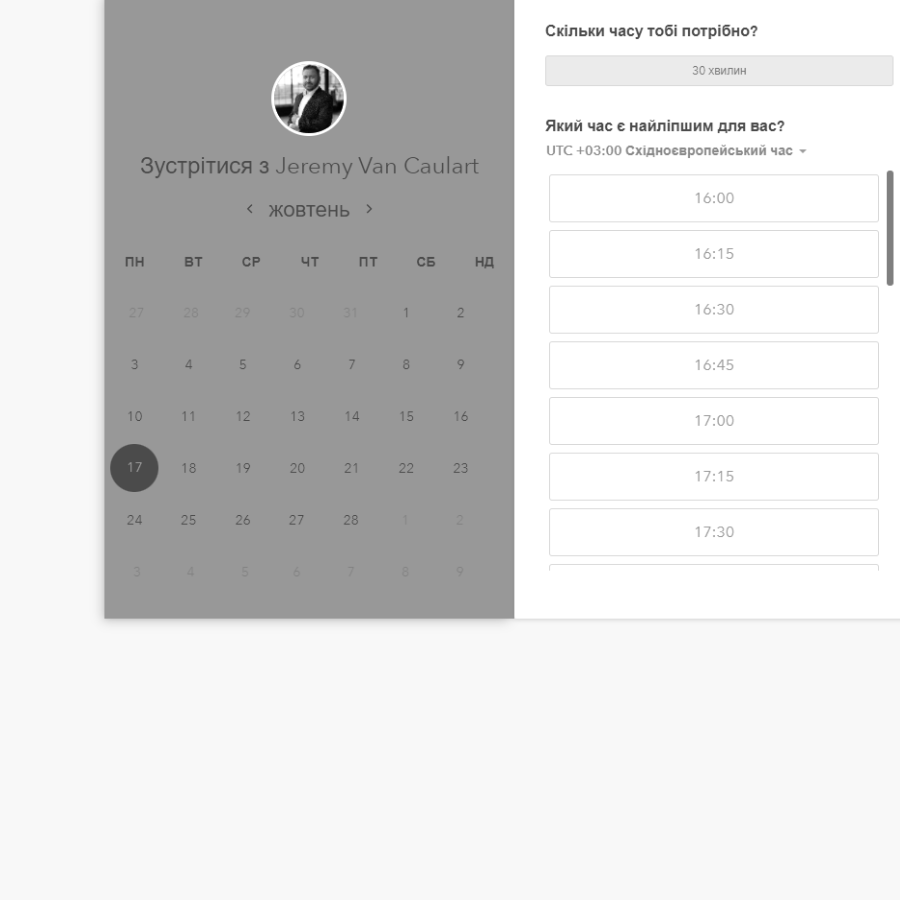 Зустрітися з Jeremy Van Caulart
жовтень
ПН ВТ СР ЧТ ПТ СБ НД
27 28 29 30 31 1 2
3 4 5 6 7 8 9
10 11 12 13 14 15 16
17 18 19 20 21 22 23
24 25 26 27 28 1 2
3 4 5 6 7 8 9
Скільки часу тобі потрібно?
30 хвилин
Який час є найліпшим для вас?
UTC +03:00 Східноєвропейський час
16:00
16:15
16:30
16:45
17:00
17:15
17:30